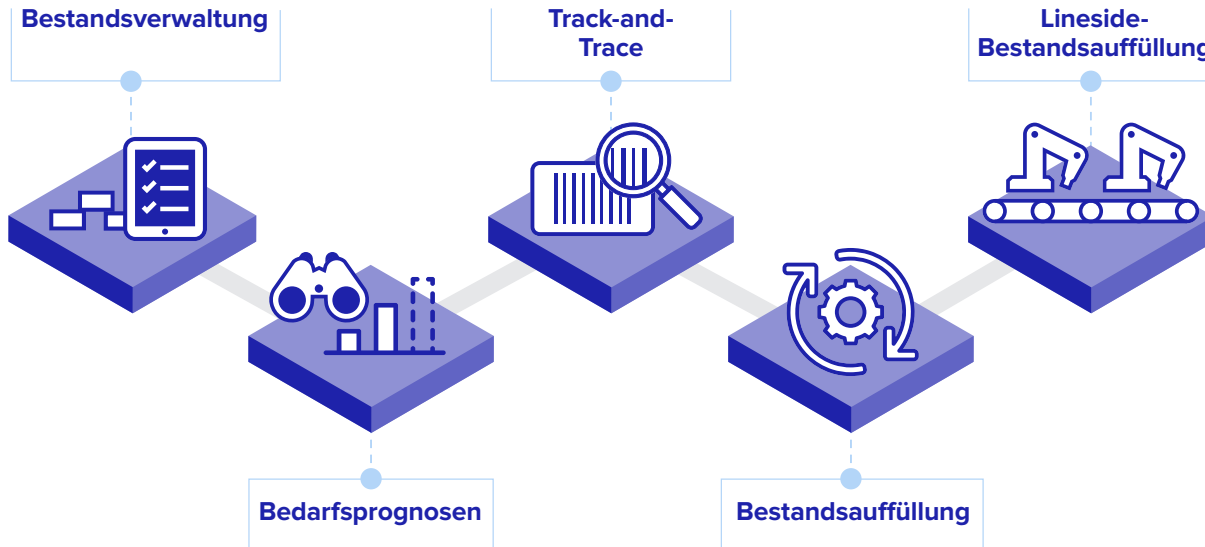 Bestandsverwaltung
Track-and-
Trace
Lineside-
Bestandsauffüllung
Bedarfsprognosen
Bestandsauffüllung